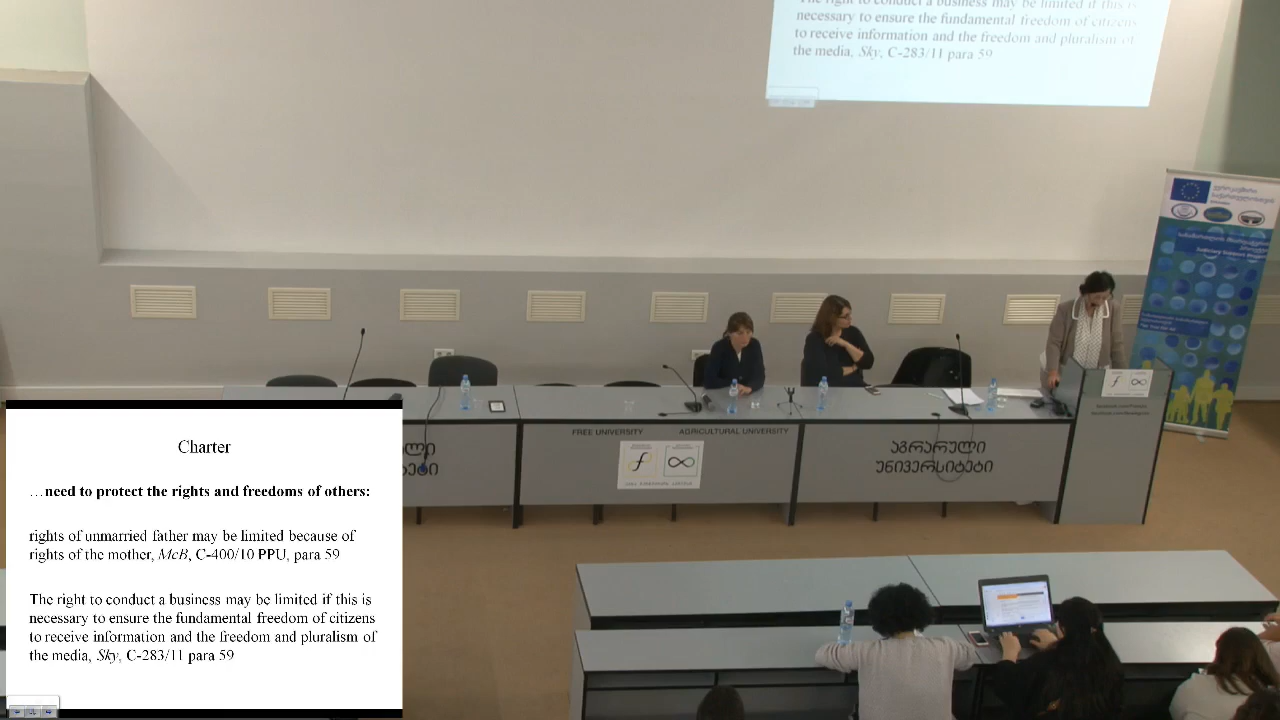 The right to conduct a business may be limited if this is
necessary to ensure the fundamental freedom of citizens
to receive information and the freedom and pluralism of
the media, Sky, C-283/11 para 59
FREE UNIVERSITY
AGRICULTURAL UNIVERSITY
აგრარული
უნივერსიტეტი
Charter
…need to protect the rights and freedoms of others:
rights of unmarried father may be limited because of
rights of the mother, McB, C-400/10 PPU, para 59
The right to conduct a business may be limited if this is
necessary to ensure the fundamental freedom of citizens
to receive information and the freedom and pluralism of
the media, Sky, C-283/11 para 59